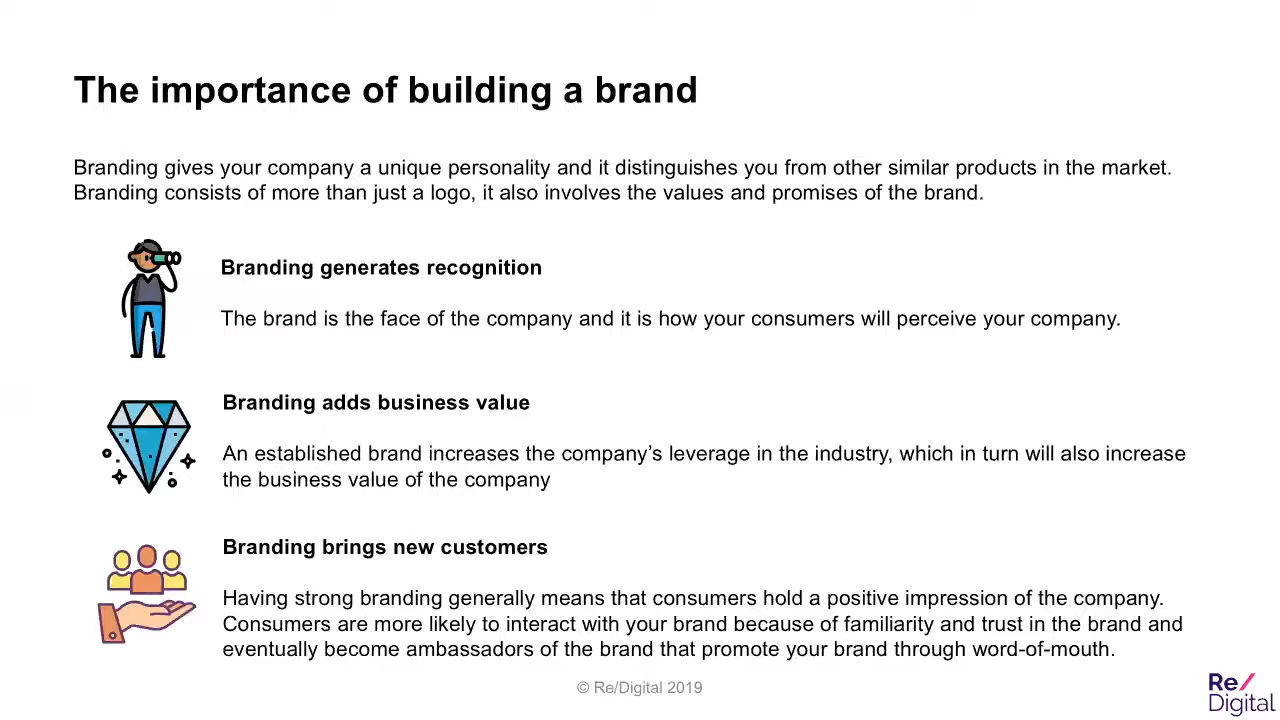 The importance of building a brand
Branding gives your company a unique personality and it distinguishes you from other similar products in the market.
Branding consists of more than just a logo, it also involves the values and promises of the brand.
Branding generates recognition
The brand is the face of the company and it is how your consumers will perceive your company.
Branding adds business value
An established brand increases the company’s leverage in the industry, which in turn will also increase
the business value of the company
Branding brings new customers
Having strong branding generally means that consumers hold a positive impression of the company.
Consumers are more likely to interact with your brand because of familiarity and trust in the brand and
eventually become ambassadors of the brand that promote your brand through word-of-mouth.
© Re/Digital 2019
Re/
Digital